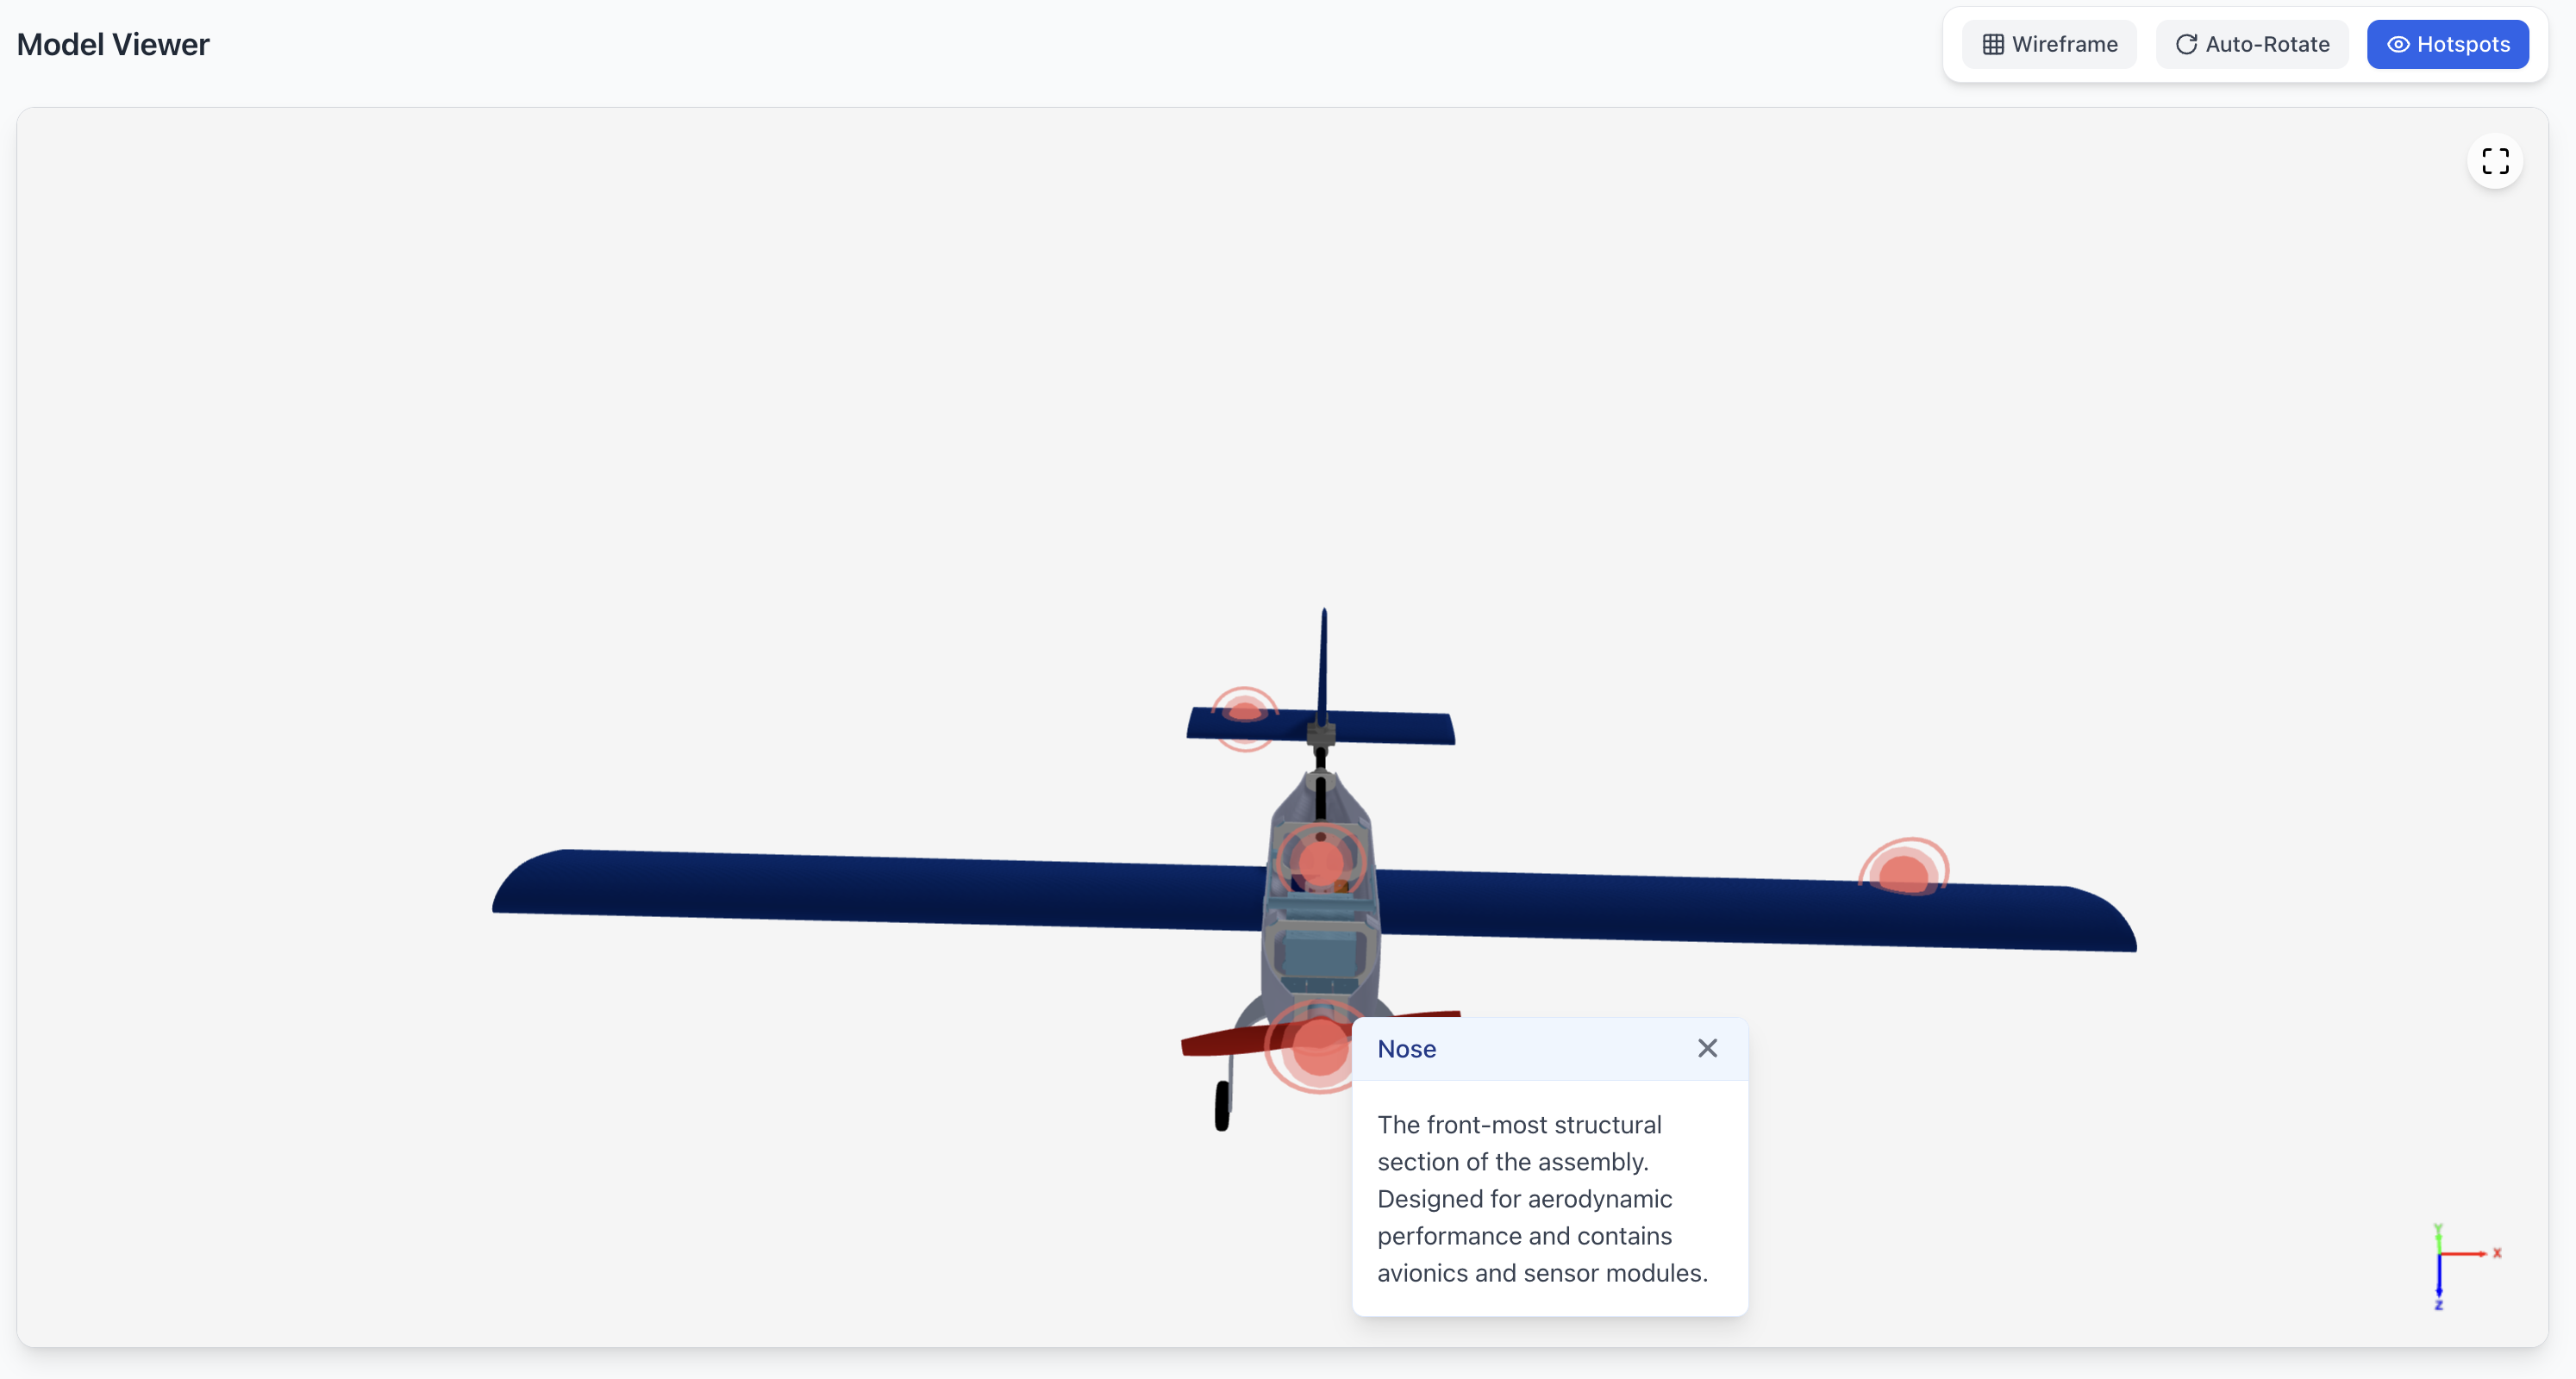 Model Viewer
Wireframe
Auto-Rotate
Hotspots
Nose
The front-most structural
section of the assembly.
Designed for aerodynamic
performance and contains
avionics and sensor modules.
Y
X
Z